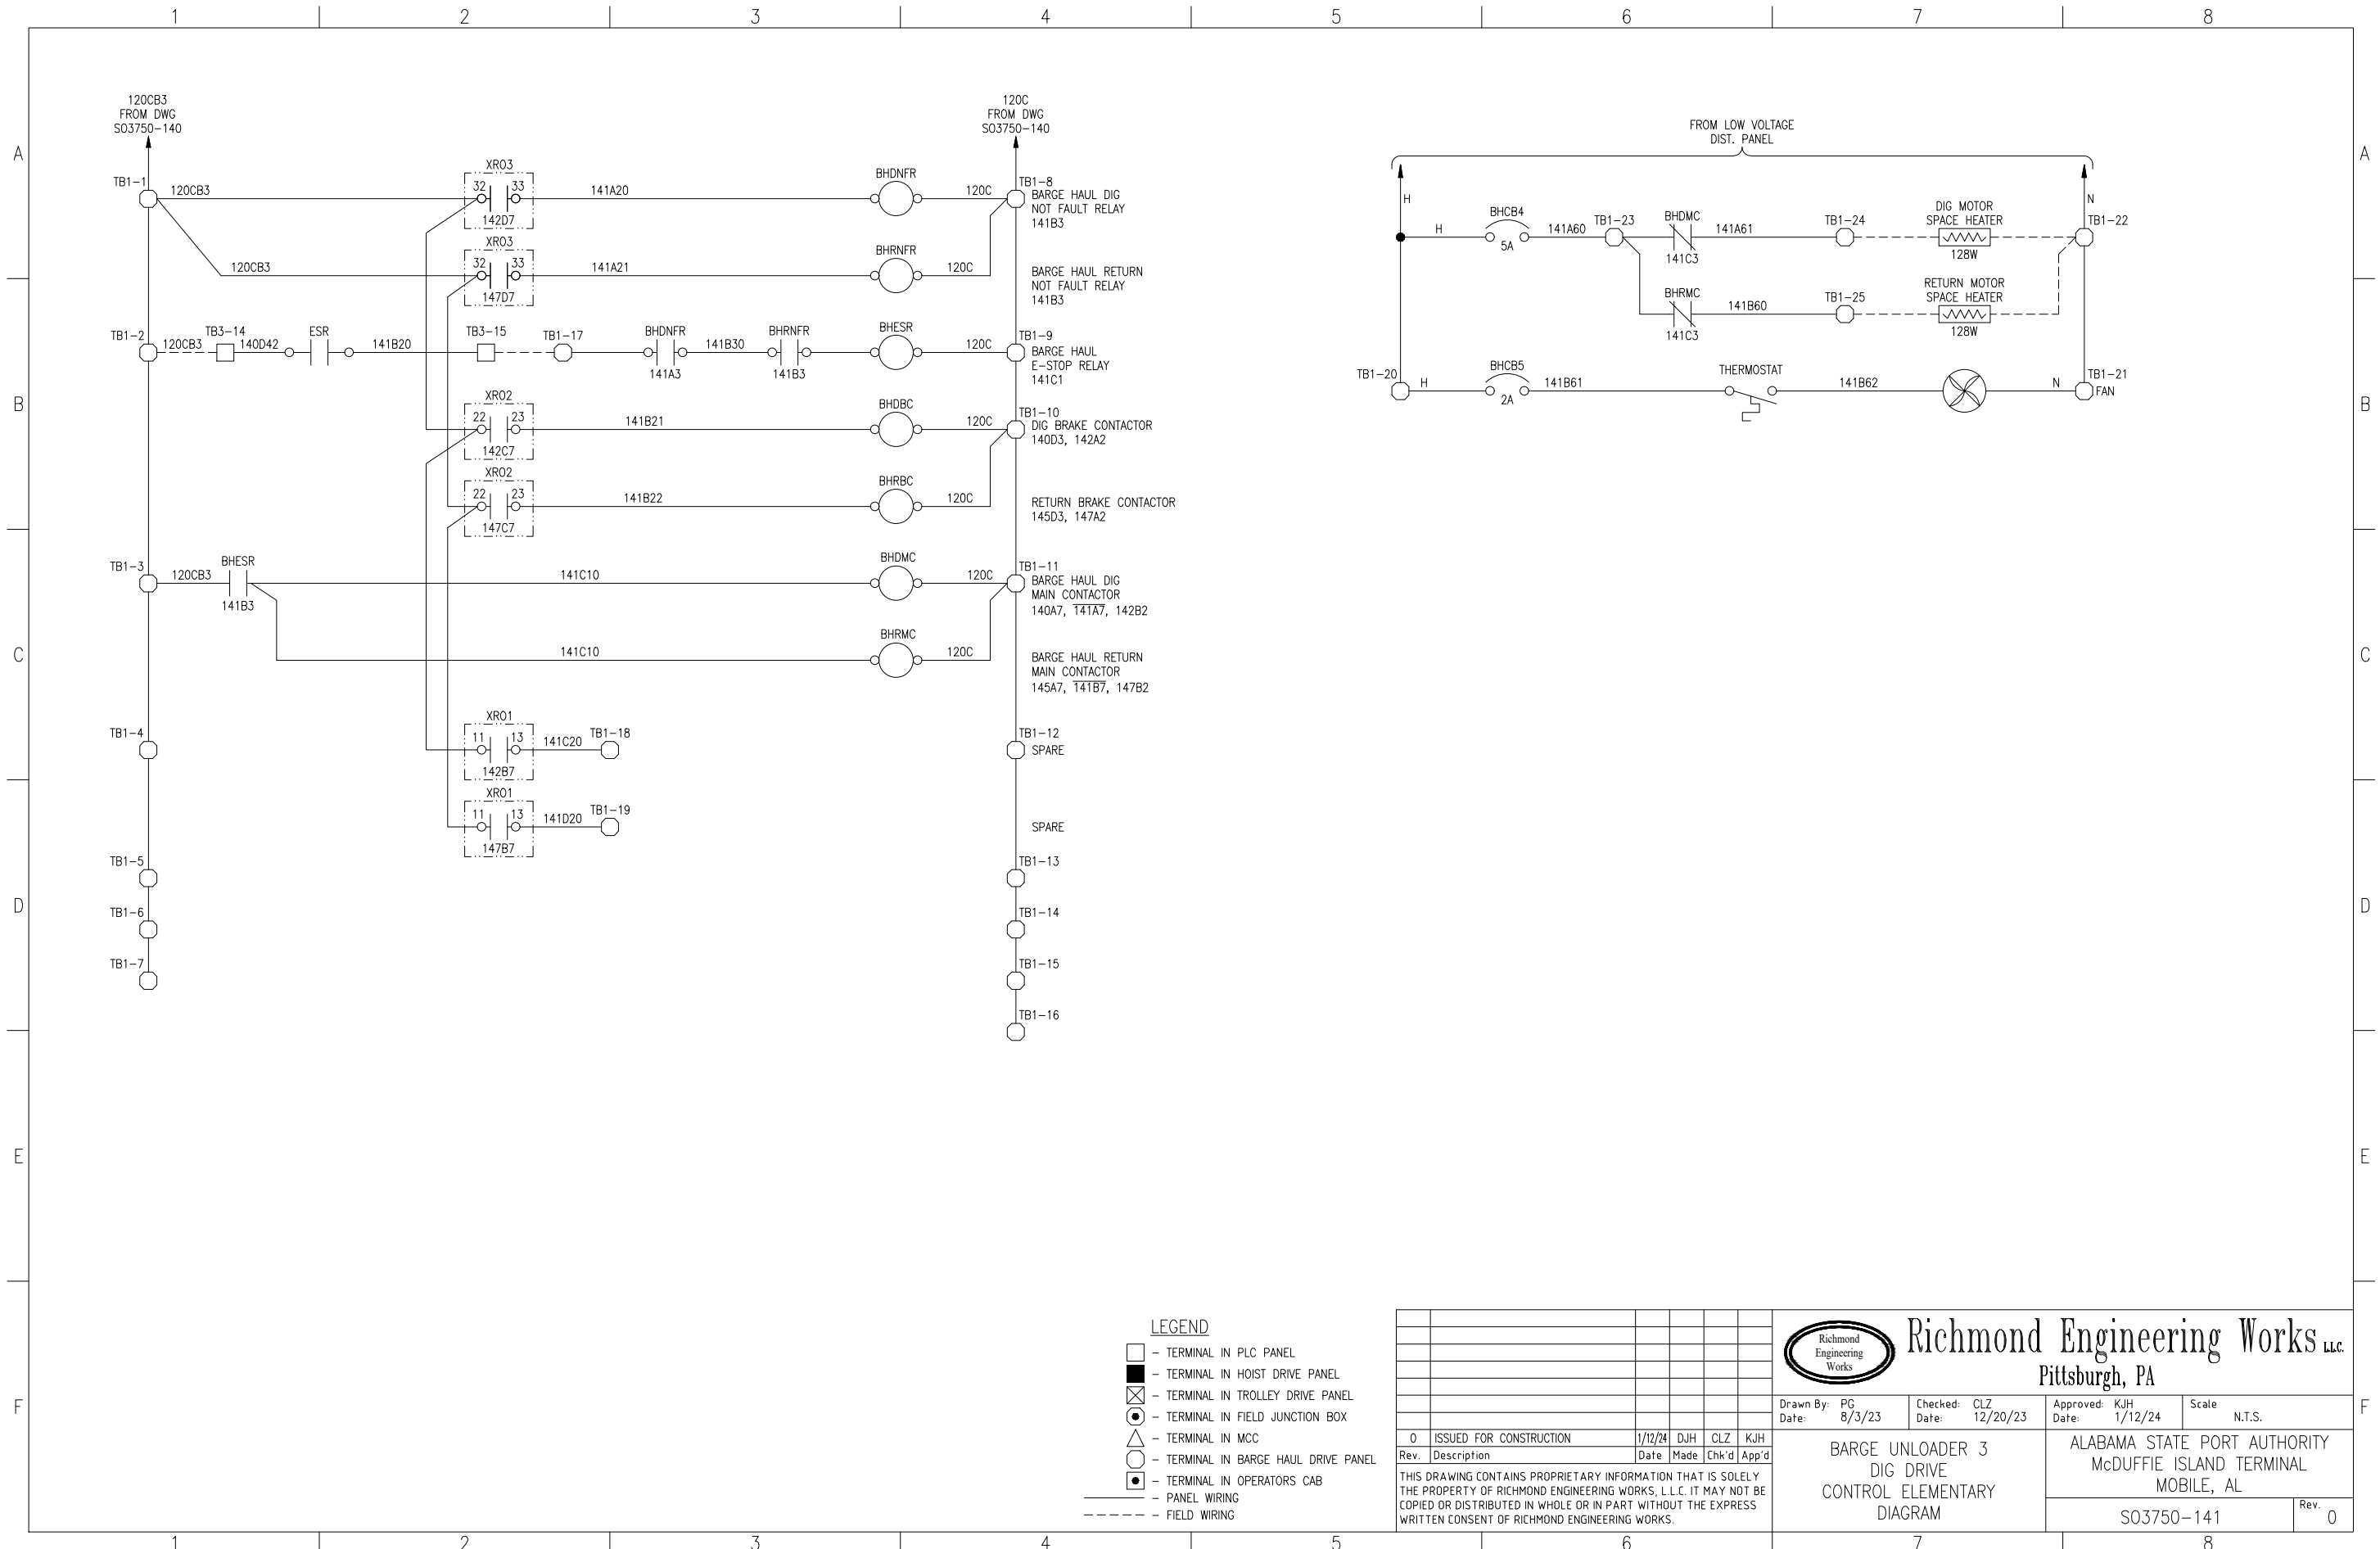 1 2 3 4 5 6 7 8
A
B
C
D
E
F
A
B
C
D
E
F
120CB3
FROM DWG
SO3750-140
120C
FROM DWG
SO3750-140
TB1-1
120CB3
XRO3
32 33
142D7
141A20
BHDNFR
120C
TB1-8
BARGE HAUL DIG
NOT FAULT RELAY
141B3
120CB3
XRO3
32 33
147D7
141A21
BHRNFR
120C
BARGE HAUL RETURN
NOT FAULT RELAY
141B3
TB1-2
120CB3
TB3-14
140D42
ESR
141B20
TB3-15
TB1-17
BHDNFR
141A3
141B30
BHRNFR
141B3
BHESR
120C
TB1-9
BARGE HAUL
E-STOP RELAY
141C1
XRO2
22 23
142C7
141B21
BHDBC
120C
TB1-10
DIG BRAKE CONTACTOR
140D3, 142A2
XRO2
22 23
147C7
141B22
BHRBC
120C
RETURN BRAKE CONTACTOR
145D3, 147A2
TB1-3
120CB3
BHESR
141B3
141C10
BHDMC
120C
TB1-11
BARGE HAUL DIG
MAIN CONTACTOR
140A7, 141A7, 142B2
141C10
BHRMC
120C
BARGE HAUL RETURN
MAIN CONTACTOR
145A7, 141B7, 147B2
TB1-4
XRO1
11 13
142B7
141C20
TB1-18
TB1-12
SPARE
XRO1
11 13
147B7
141D20
TB1-19
SPARE
TB1-5
TB1-13
TB1-6
TB1-14
TB1-7
TB1-15
TB1-16
FROM LOW VOLTAGE
DIST. PANEL
H
N
H
BHCB4
5A
141A60
TB1-23
BHDMC
141C3
141A61
TB1-24
DIG MOTOR
SPACE HEATER
128W
TB1-22
BHRMC
141C3
141B60
TB1-25
RETURN MOTOR
SPACE HEATER
128W
TB1-20
H
BHCB5
2A
141B61
THERMOSTAT
141B62
N
TB1-21
FAN
LEGEND
- TERMINAL IN PLC PANEL
- TERMINAL IN HOIST DRIVE PANEL
- TERMINAL IN TROLLEY DRIVE PANEL
- TERMINAL IN FIELD JUNCTION BOX
- TERMINAL IN MCC
- TERMINAL IN BARGE HAUL DRIVE PANEL
- TERMINAL IN OPERATORS CAB
- PANEL WIRING
- FIELD WIRING
0 ISSUED FOR CONSTRUCTION 1/12/24 DJH CLZ KJH
Rev. Description Date Made Chk'd App'd
THIS DRAWING CONTAINS PROPRIETARY INFORMATION THAT IS SOLELY
THE PROPERTY OF RICHMOND ENGINEERING WORKS, L.L.C. IT MAY NOT BE
COPIED OR DISTRIBUTED IN WHOLE OR IN PART WITHOUT THE EXPRESS
WRITTEN CONSENT OF RICHMOND ENGINEERING WORKS.
Richmond
Engineering
Works
Richmond Engineering Works L.L.C.
Pittsburgh, PA
Drawn By: PG
Date: 8/3/23
Checked: CLZ
Date: 12/20/23
Approved: KJH
Date: 1/12/24
Scale
N.T.S.
BARGE UNLOADER 3
DIG DRIVE
CONTROL ELEMENTARY
DIAGRAM
ALABAMA STATE PORT AUTHORITY
McDUFFIE ISLAND TERMINAL
MOBILE, AL
SO3750-141
Rev.
0
1 2 3 4 5 6 7 8